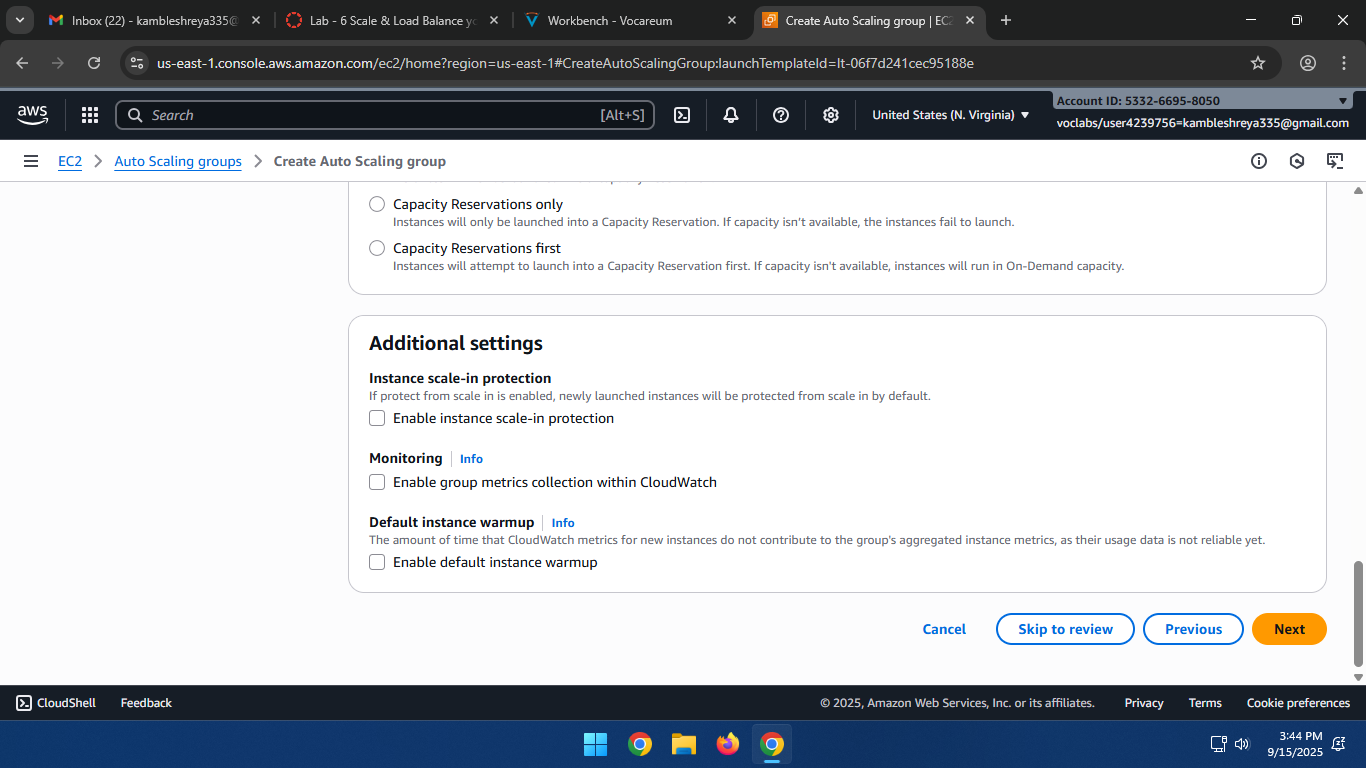 Inbox (22) - kambleshreya335@
Lab - 6 Scale & Load Balance yo
Workbench - Vocareum
Create Auto Scaling group | EC2
us-east-1.console.aws.amazon.com/ec2/home?region=us-east-1#CreateAutoScalingGroup:launchTemplateId=lt-06f7d241cec95188e
aws
Search
[Alt+S]
United States (N. Virginia)
Account ID: 5332-6695-8050
voclabs/user4239756=kambleshreya335@gmail.com
EC2
Auto Scaling groups
Create Auto Scaling group
Capacity Reservations only
Instances will only be launched into a Capacity Reservation. If capacity isn't available, the instances fail to launch.
Capacity Reservations first
Instances will attempt to launch into a Capacity Reservation first. If capacity isn't available, instances will run in On-Demand capacity.
Additional settings
Instance scale-in protection
If protect from scale in is enabled, newly launched instances will be protected from scale in by default.
Enable instance scale-in protection
Monitoring
Info
Enable group metrics collection within CloudWatch
Default instance warmup
Info
The amount of time that CloudWatch metrics for new instances do not contribute to the group's aggregated instance metrics, as their usage data is not reliable yet.
Enable default instance warmup
Cancel
Skip to review
Previous
Next
CloudShell
Feedback
© 2025, Amazon Web Services, Inc. or its affiliates.
Privacy
Terms
Cookie preferences
3:44 PM
9/15/2025